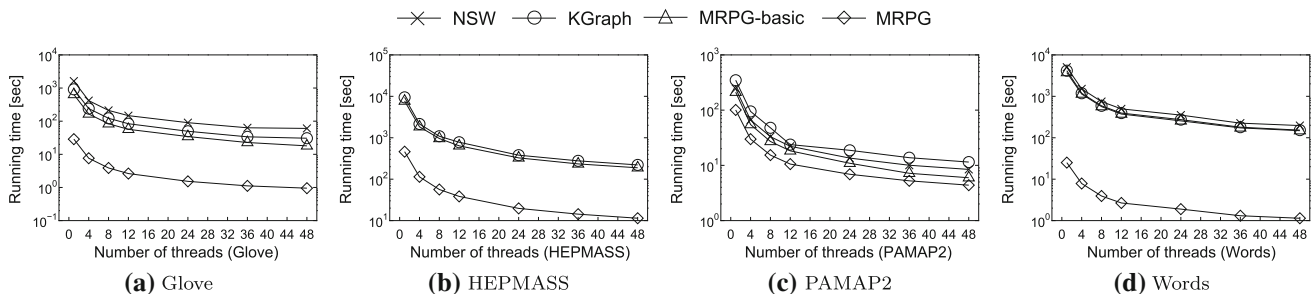 NSW KGraph MRPG-basic MRPG
10^4
10^3
10^2
10^1
10^0
10^-1
Running time [sec]
0 4 8 12 16 20 24 28 32 36 40 44 48
Number of threads (Glove)
(a) Glove
10^5
10^4
10^3
10^2
10^1
Running time [sec]
0 4 8 12 16 20 24 28 32 36 40 44 48
Number of threads (HEPMASS)
(b) HEPMASS
10^3
10^2
10^1
10^0
Running time [sec]
0 4 8 12 16 20 24 28 32 36 40 44 48
Number of threads (PAMAP2)
(c) PAMAP2
10^4
10^3
10^2
10^1
10^0
Running time [sec]
0 4 8 12 16 20 24 28 32 36 40 44 48
Number of threads (Words)
(d) Words